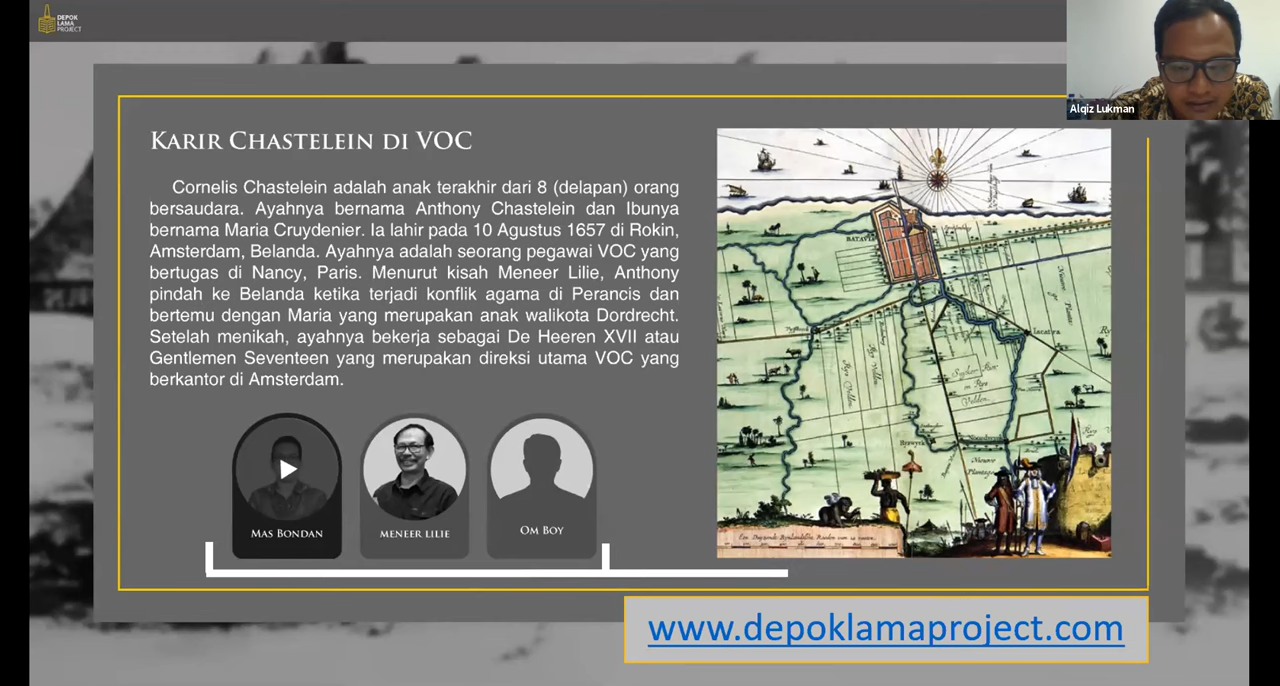 DEPOK
LAMA
PROJECT
Alqiz Lukman
KARIR CHASTELEIN DI VOC
Cornelis Chastelein adalah anak terakhir dari 8 (delapan) orang
bersaudara. Ayahnya bernama Anthony Chastelein dan Ibunya
bernama Maria Cruydenier. Ia lahir pada 10 Agustus 1657 di Rokin,
Amsterdam, Belanda. Ayahnya adalah seorang pegawai VOC yang
bertugas di Nancy, Paris. Menurut kisah Meneer Lilie, Anthony
pindah ke Belanda ketika terjadi konflik agama di Perancis dan
bertemu dengan Maria yang merupakan anak walikota Dordrecht.
Setelah menikah, ayahnya bekerja sebagai De Heeren XVII atau
Gentlemen Seventeen yang merupakan direksi utama VOC yang
berkantor di Amsterdam.
MAS BONDAN
MENEER LILIE
OM BOY
BATAVIA
www.depoklamaproject.com